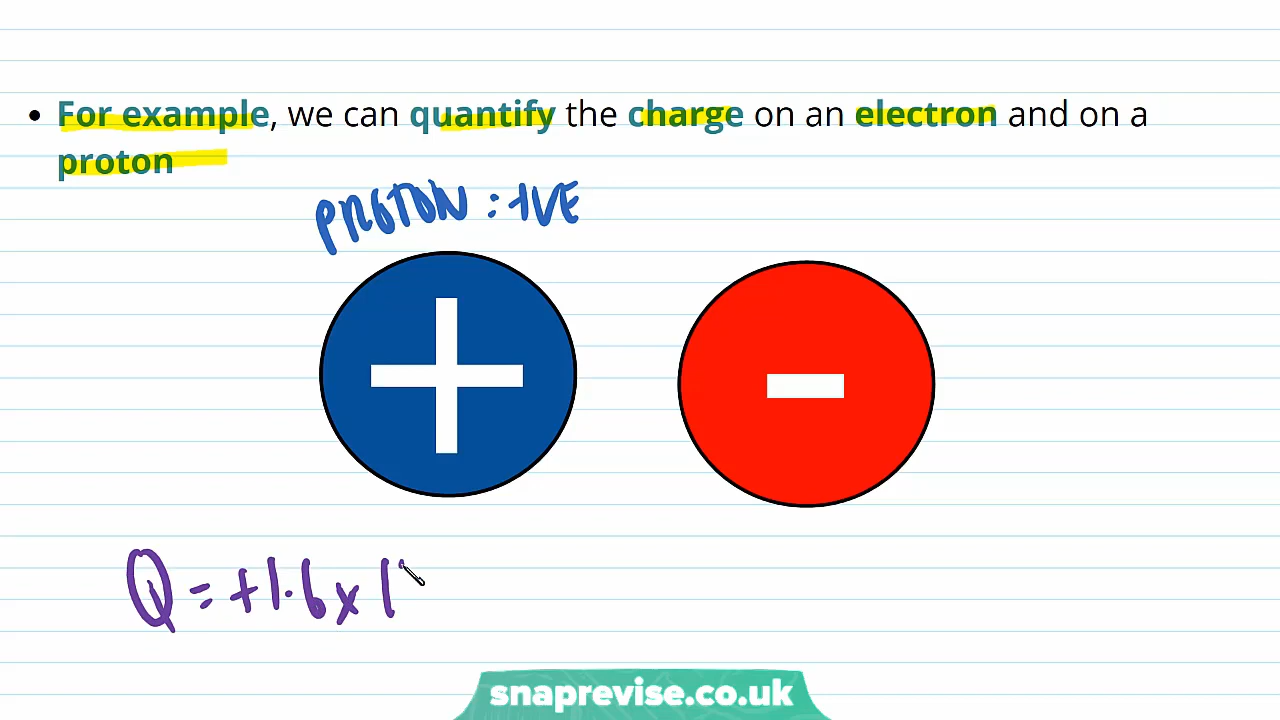 • For example, we can quantify the charge on an electron and on a
proton
PROTON : +VE
+
-
Q = +1.6 x 1
snaprevise.co.uk